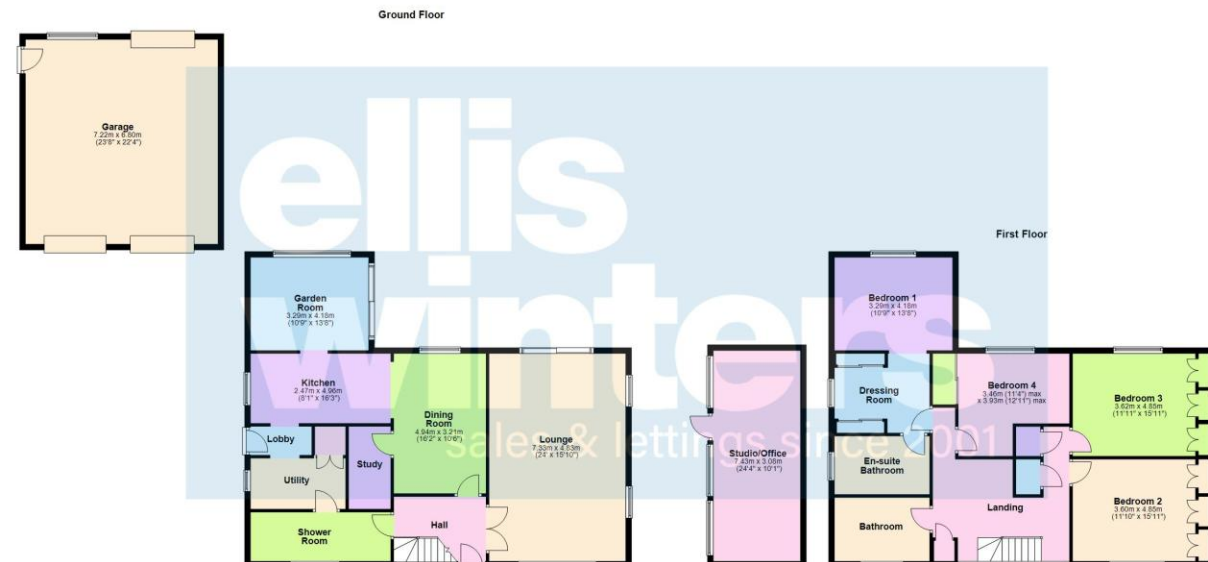 Ground Floor
Garage
7.22m x 6.80m
(23'8" x 22'4")
ellis
winters
sales & lettings since 2001
Garden
Room
3.29m x 4.18m
(10'9" x 13'8")
Kitchen
2.47m x 4.96m
(8'1" x 16'3")
Dining
Room
4.94m x 3.21m
(16'2" x 10'6")
Lounge
7.33m x 4.83m
(24' x 15'10")
Lobby
Study
Utility
Shower
Room
Hall
Studio/Office
7.43m x 3.08m
(24'4" x 10'1")
First Floor
Bedroom 1
3.29m x 4.18m
(10'9" x 13'8")
Dressing
Room
Bedroom 4
3.46m (11'4") max
x 3.93m (12'11") max
Bedroom 3
3.62m x 4.85m
(11'11" x 15'11")
En-suite
Bathroom
Bathroom
Landing
Bedroom 2
3.60m x 4.85m
(11'10" x 15'11")